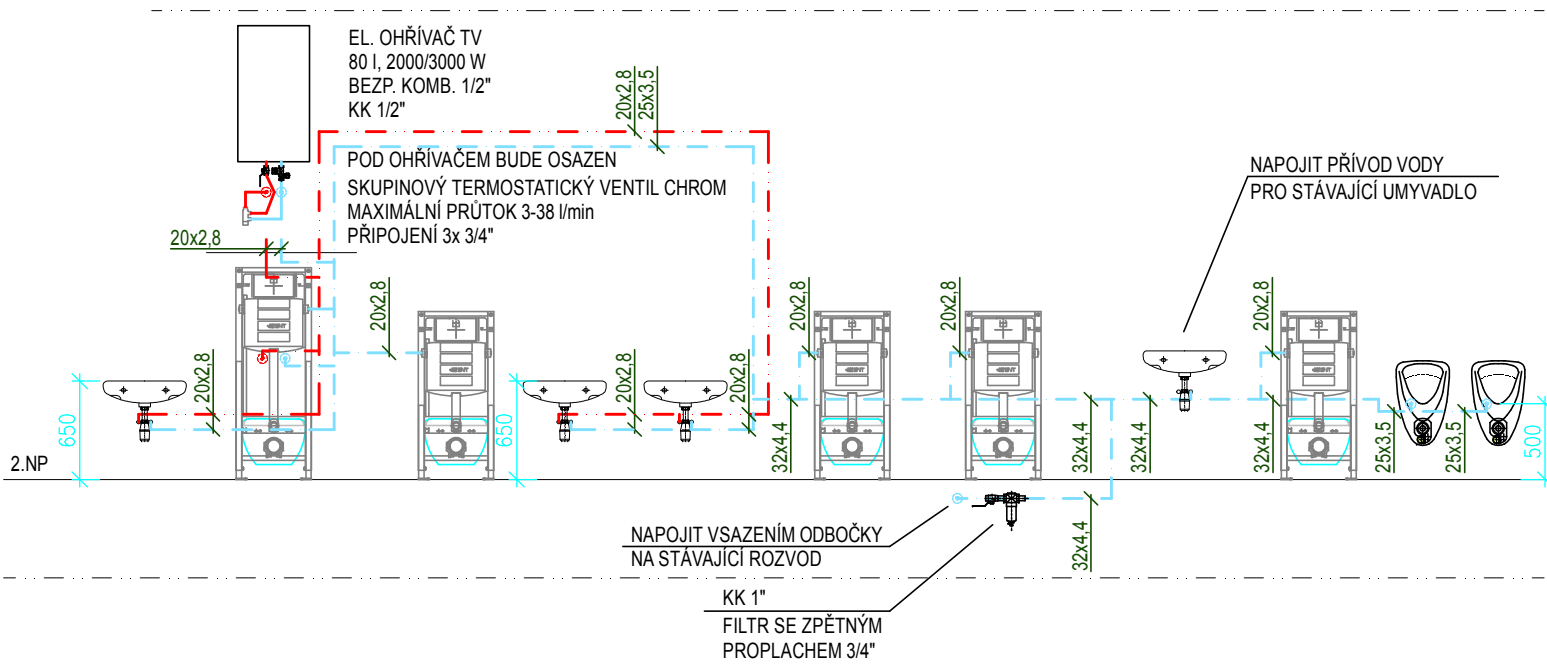 EL. OHŘÍVAČ TV
80 l, 2000/3000 W
BEZP. KOMB. 1/2"
KK 1/2"
20x2,8
25x3,5
POD OHŘÍVAČEM BUDE OSAZEN
SKUPINOVÝ TERMOSTATICKÝ VENTIL CHROM
MAXIMÁLNÍ PRŮTOK 3-38 l/min
PŘIPOJENÍ 3x 3/4"
NAPOJIT PŘÍVOD VODY
PRO STÁVAJÍCÍ UMYVADLO
20x2,8
20x2,8
20x2,8
20x2,8
20x2,8
20x2,8
20x2,8
20x2,8
650
650
32x4,4
32x4,4
32x4,4
32x4,4
25x3,5
25x3,5
500
2.NP
32x4,4
NAPOJIT VSAZENÍM ODBOČKY
NA STÁVAJÍCÍ ROZVOD
KK 1"
FILTR SE ZPĚTNÝM
PROPLACHEM 3/4"